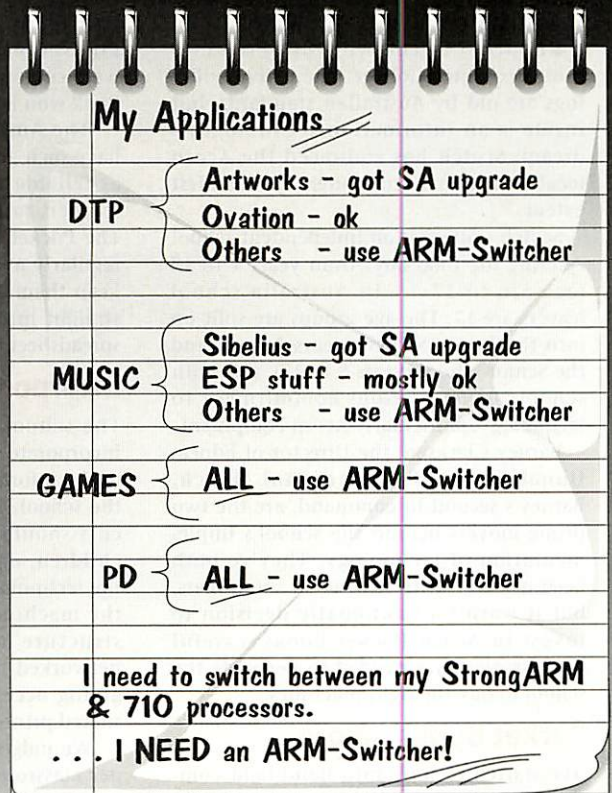 My Applications
DTP
Artworks - got SA upgrade
Ovation - ok
Others - use ARM-Switcher
MUSIC
Sibelius - got SA upgrade
ESP stuff - mostly ok
Others - use ARM-Switcher
GAMES
ALL - use ARM-Switcher
PD
ALL - use ARM-Switcher
I need to switch between my StrongARM
& 710 processors.
. . . I NEED an ARM-Switcher!